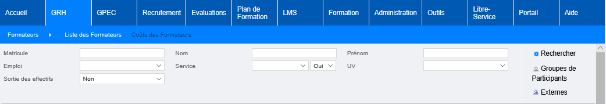 Accueil GRH GPEC Recrutement Evaluations Plan de Formation LMS Formation Administration Outils Libre-Service Portail Aide
Formateurs Liste des Formateurs Coûts des Formateurs
Matricule Nom Prénom Rechercher
Emploi Service Oui UV Groupes de Participants
Sortie des effectifs Non Externes